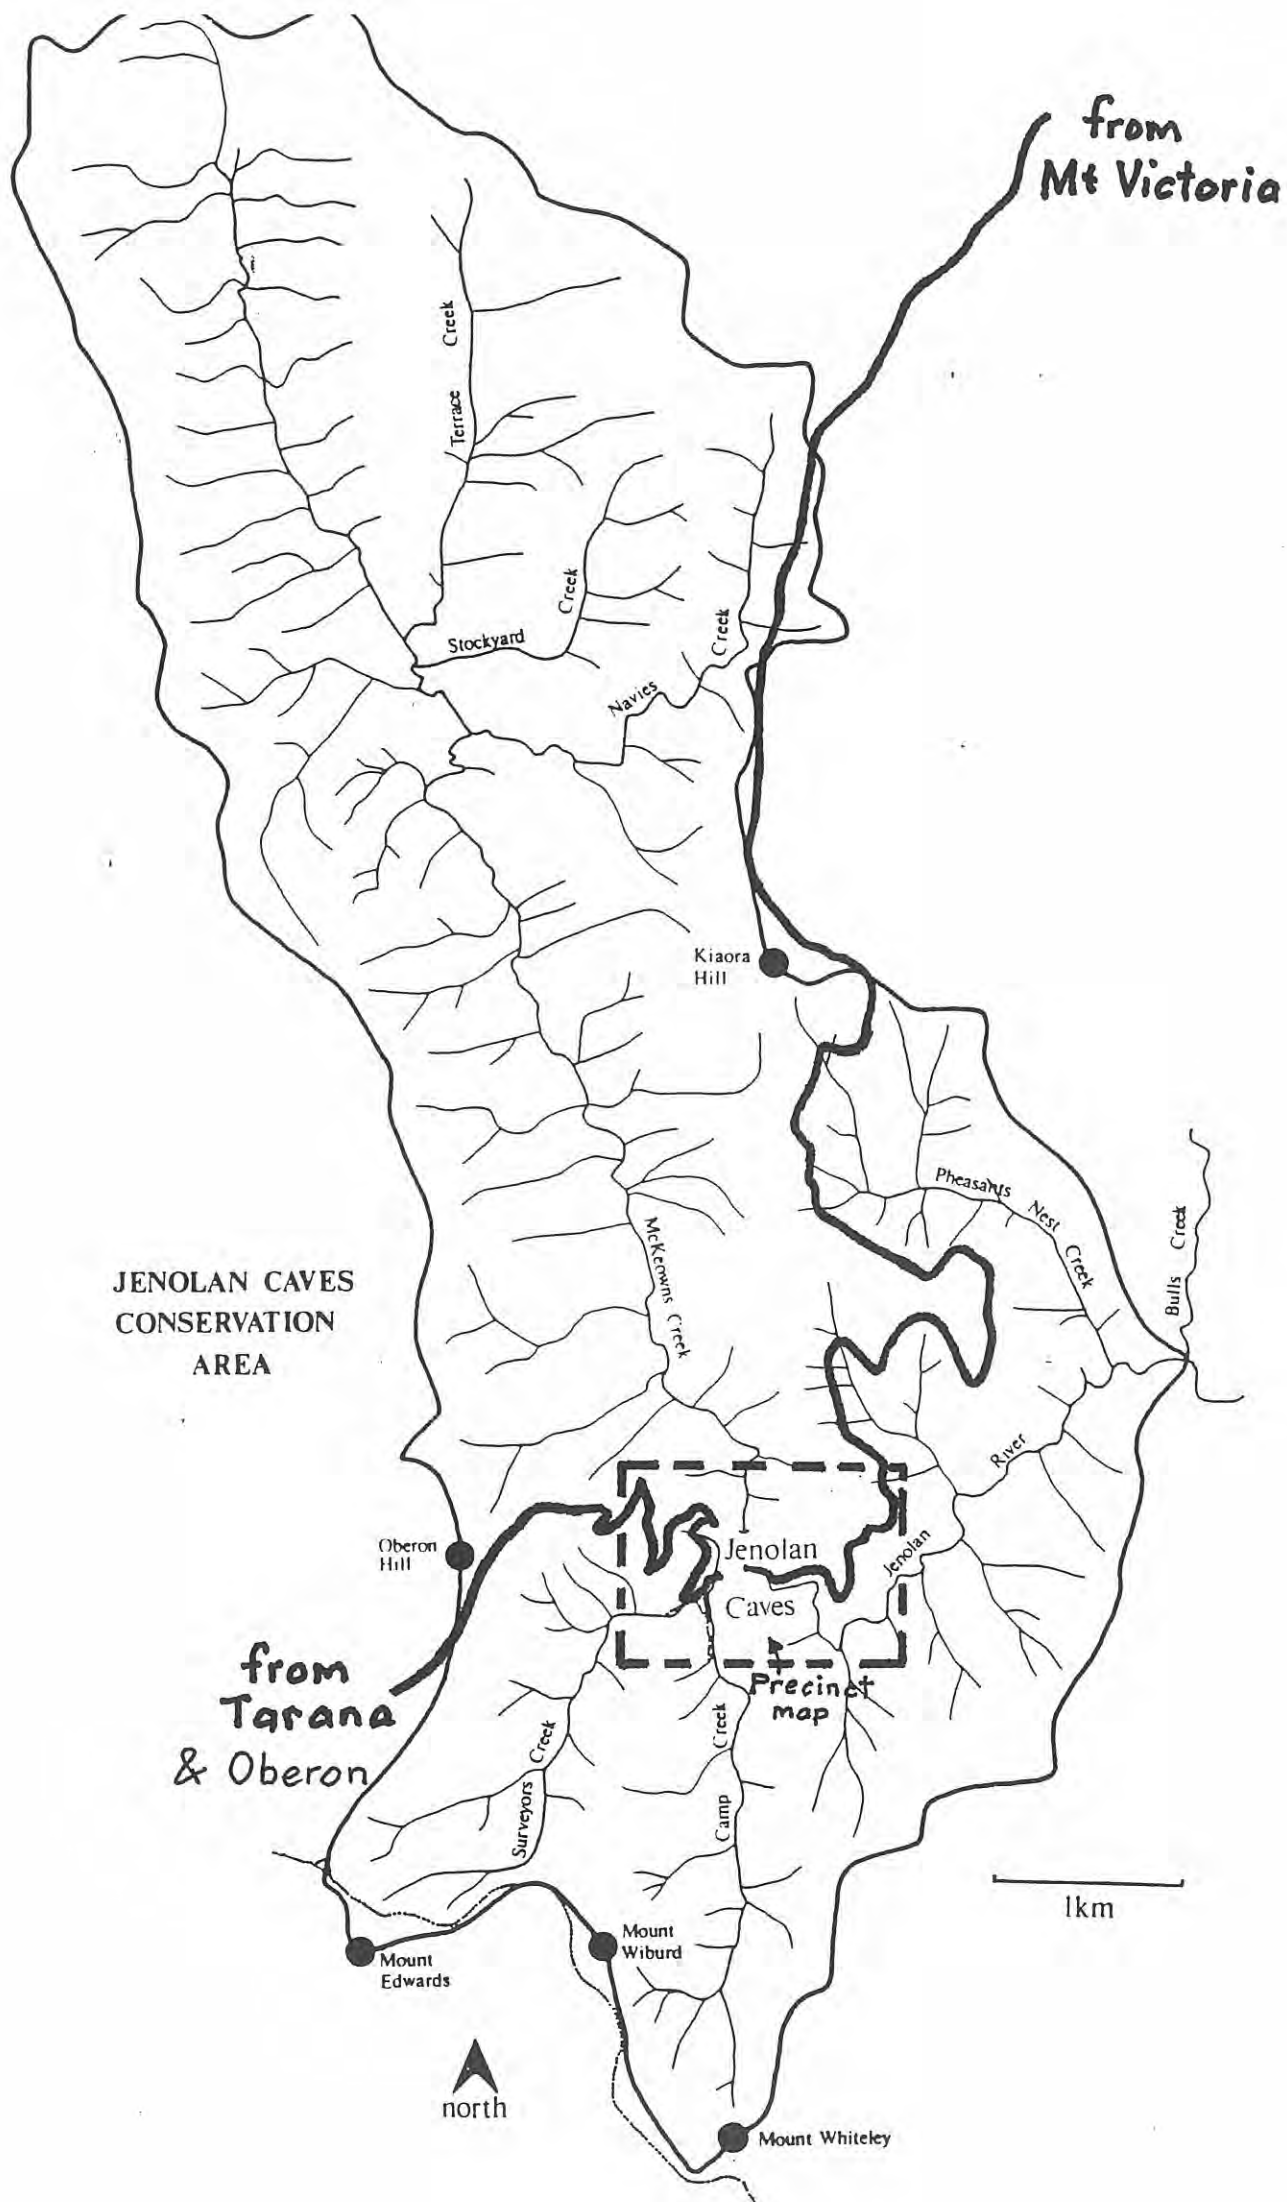 from
Mt Victoria
Creek
Terrace
Creek
Stockyard
Creek
Navies
Kiaora
Hill
Pheasants Nest Creek
Bulls Creek
McKeowns Creek
JENOLAN CAVES
CONSERVATION
AREA
River
Jenolan
Oberon
Hill
Jenolan
Caves
from
Tarana
& Oberon
Precinct
map
Creek
Camp
Creek
Surveyors
1km
Mount
Wiburd
Mount
Edwards
north
Mount Whiteley